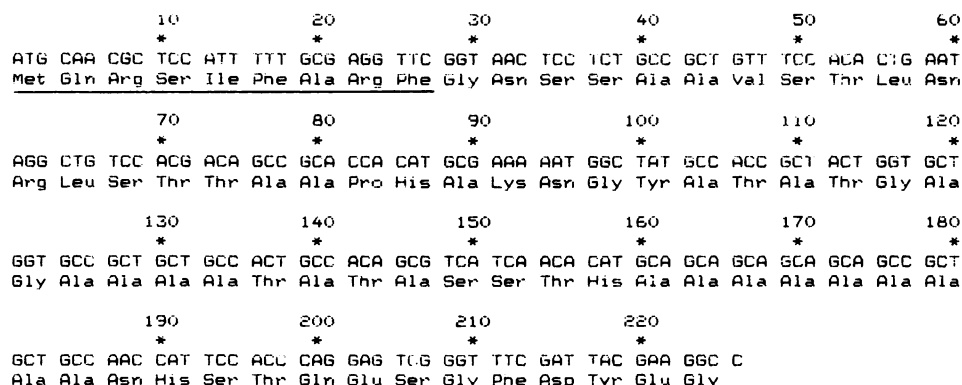 10 20 30 40 50 60
* * * * * *
ATG CAA CGC TCC ATT TTT GCG AGG TTC GGT AAC TCC TCT GCC GCT GTT TCC ACA CTG AAT
Met Gln Arg Ser Ile Phe Ala Arg Phe Gly Asn Ser Ser Ala Ala Val Ser Thr Leu Asn
70 80 90 100 110 120
* * * * * *
AGG CTG TCC ACG ACA GCC GCA CCA CAT GCG AAA AAT GGC TAT GCC ACC GCT ACT GGT GCT
Arg Leu Ser Thr Thr Ala Ala Pro His Ala Lys Asn Gly Tyr Ala Thr Ala Thr Gly Ala
130 140 150 160 170 180
* * * * * *
GGT GCC GCT GCT GCC ACT GCC ACA GCG TCA TCA ACA CAT GCA GCA GCA GCA GCA GCC GCT
Gly Ala Ala Ala Ala Thr Ala Thr Ala Ser Ser Thr His Ala Ala Ala Ala Ala Ala Ala
190 200 210 220
* * * *
GCT GCC AAC CAT TCC ACC CAG GAG TCG GGT TTC GAT TAC GAA GGC C
Ala Ala Asn His Ser Thr Gln Glu Ser Gly Phe Asp Tyr Glu Gly